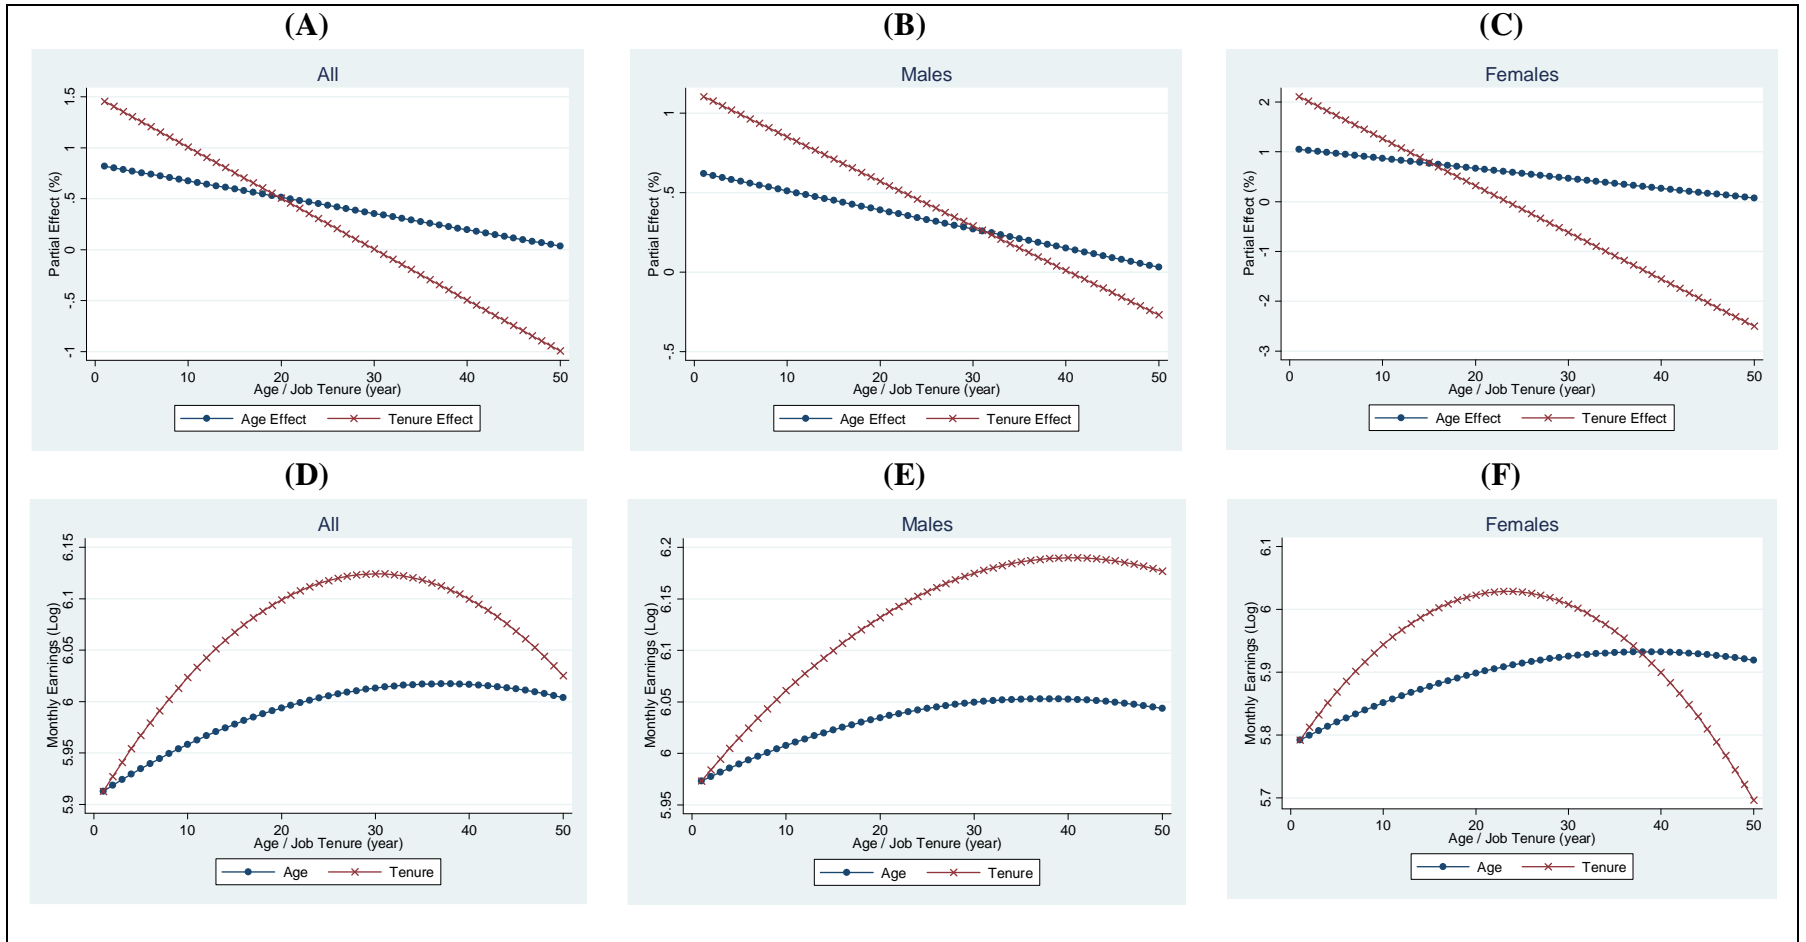 (A)
All
Partial Effect (%)
1.5
1
.5
0
-.5
-1
0 10 20 30 40 50
Age / Job Tenure (year)
Age Effect Tenure Effect
(B)
Males
Partial Effect (%)
1
.5
0
-.5
0 10 20 30 40 50
Age / Job Tenure (year)
Age Effect Tenure Effect
(C)
Females
Partial Effect (%)
2
1
0
-1
-2
-3
0 10 20 30 40 50
Age / Job Tenure (year)
Age Effect Tenure Effect
(D)
All
Monthly Earnings (Log)
6.15
6.1
6.05
6
5.95
5.9
0 10 20 30 40 50
Age / Job Tenure (year)
Age Tenure
(E)
Males
Monthly Earnings (Log)
6.2
6.15
6.1
6.05
6
5.95
0 10 20 30 40 50
Age / Job Tenure (year)
Age Tenure
(F)
Females
Monthly Earnings (Log)
6.1
6
5.9
5.8
5.7
0 10 20 30 40 50
Age / Job Tenure (year)
Age Tenure